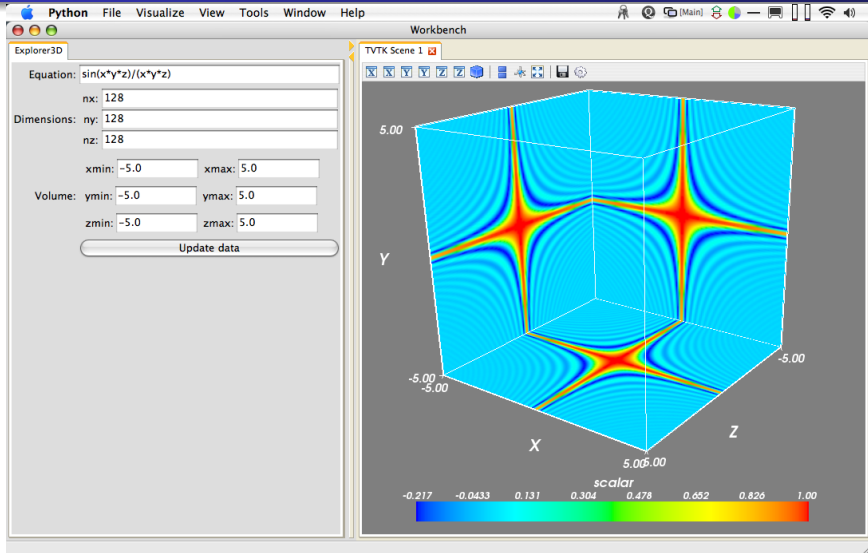 Python File Visualize View Tools Window Help [Main]
Workbench
Explorer3D
Equation: sin(x*y*z)/(x*y*z)
nx: 128
Dimensions: ny: 128
nz: 128
xmin: -5.0 xmax: 5.0
Volume: ymin: -5.0 ymax: 5.0
zmin: -5.0 zmax: 5.0
Update data
TVTK Scene 1
X X Y Y Z Z
5.00
Y
-5.00
-5.00
-5.00
X
Z
5.00
5.00
scalar
-0.217 -0.0433 0.131 0.304 0.478 0.652 0.826 1.00